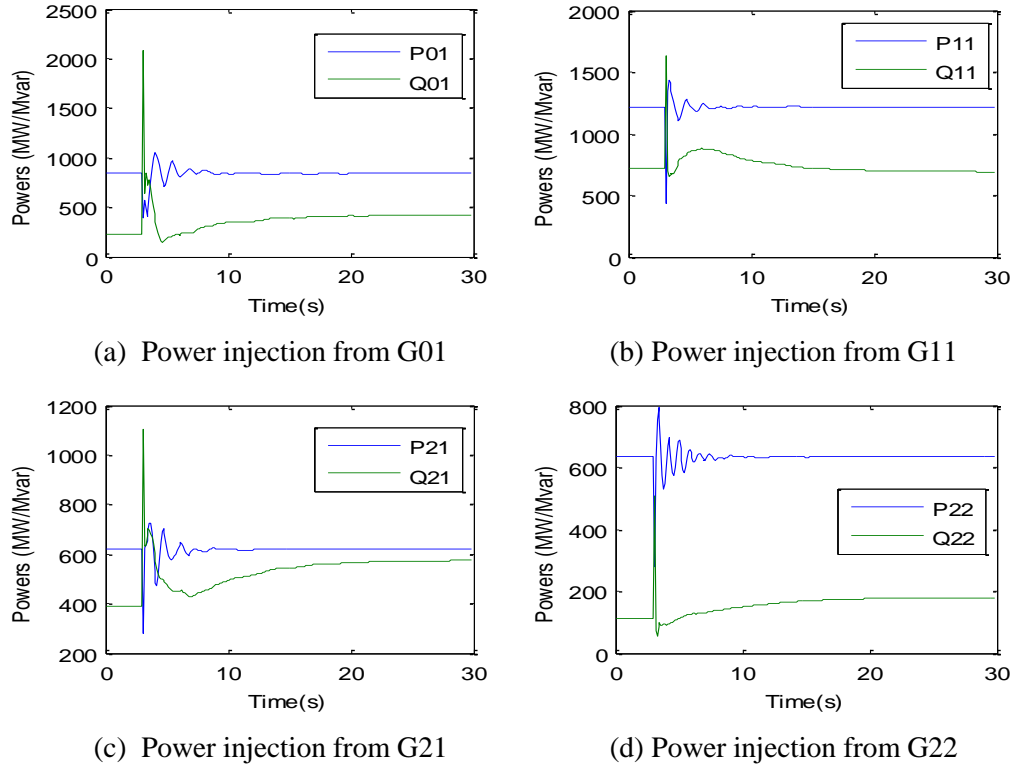 2500
2000
1500
1000
500
0
Powers (MW/Mvar)
P01
Q01
0 10 20 30
Time(s)
(a) Power injection from G01
2000
1500
1000
500
0
Powers (MW/Mvar)
P11
Q11
0 10 20 30
Time(s)
(b) Power injection from G11
1200
1000
800
600
400
200
Powers (MW/Mvar)
P21
Q21
0 10 20 30
Time(s)
(c) Power injection from G21
800
600
400
200
0
Powers (MW/Mvar)
P22
Q22
0 10 20 30
Time(s)
(d) Power injection from G22